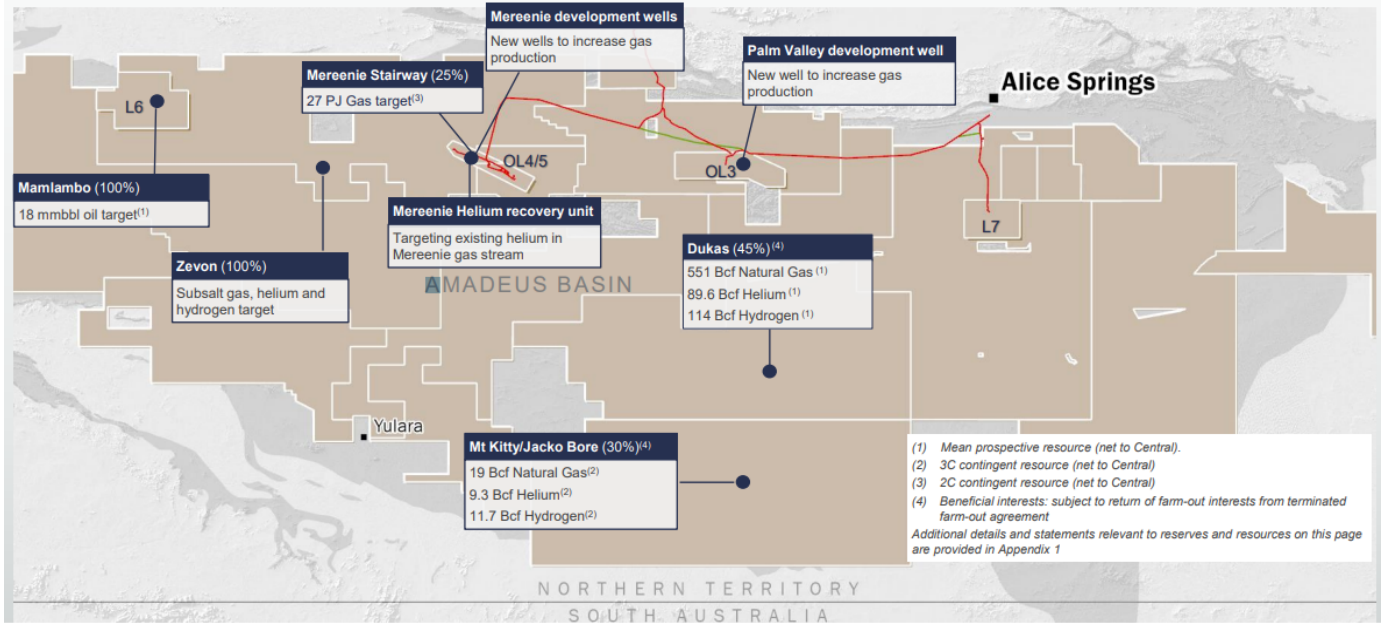 Mereenie development wells
New wells to increase gas
production
Palm Valley development well
New well to increase gas
production
Alice Springs
Mereenie Stairway (25%)
27 PJ Gas target(3)
L6
OL4/5
OL3
L7
Mamlambo (100%)
18 mmbbl oil target(1)
Mereenie Helium recovery unit
Targeting existing helium in
Mereenie gas stream
Zevon (100%)
Subsalt gas, helium and
hydrogen target
AMADEUS BASIN
Dukas (45%)(4)
551 Bcf Natural Gas (1)
89.6 Bcf Helium (1)
114 Bcf Hydrogen (1)
Yulara
Mt Kitty/Jacko Bore (30%)(4)
19 Bcf Natural Gas(2)
9.3 Bcf Helium(2)
11.7 Bcf Hydrogen(2)
(1) Mean prospective resource (net to Central).
(2) 3C contingent resource (net to Central)
(3) 2C contingent resource (net to Central)
(4) Beneficial interests: subject to return of farm-out interests from terminated
farm-out agreement
Additional details and statements relevant to reserves and resources on this page
are provided in Appendix 1
NORTHERN TERRITORY
SOUTH AUSTRALIA